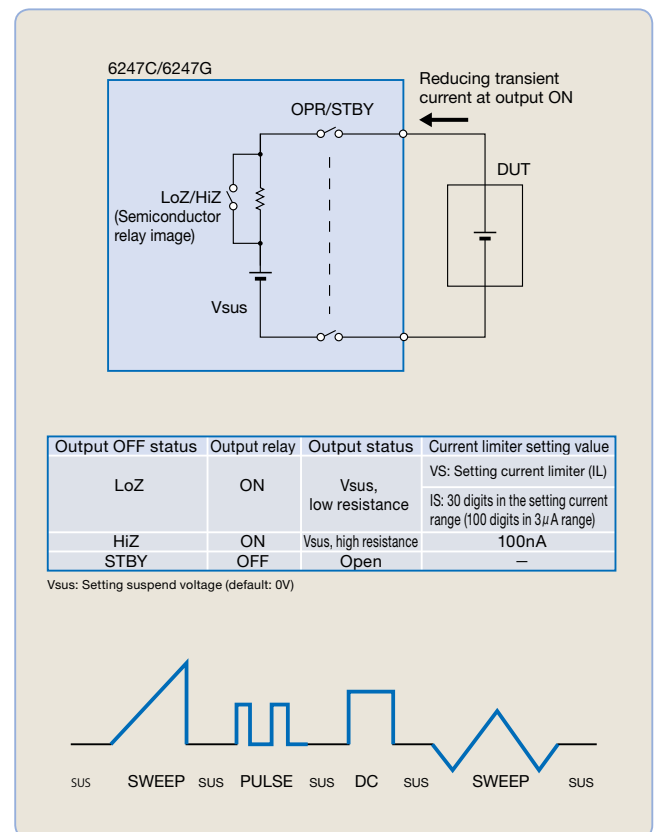 6247C/6247G
Reducing transient
current at output ON
OPR/STBY
DUT
LoZ/HiZ
(Semiconductor
relay image)
Vsus
Output OFF status Output relay Output status Current limiter setting value
LoZ ON Vsus,
low resistance
VS: Setting current limiter (IL)
IS: 30 digits in the setting current
range (100 digits in 3μA range)
HiZ ON Vsus, high resistance 100nA
STBY OFF Open –
Vsus: Setting suspend voltage (default: 0V)
SUS SWEEP SUS PULSE SUS DC SUS SWEEP SUS